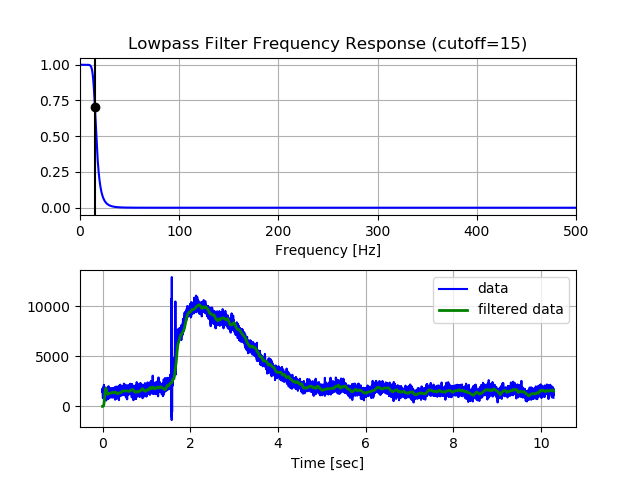 Lowpass Filter Frequency Response (cutoff=15)
1.00
0.75
0.50
0.25
0.00
0 100 200 300 400 500
Frequency [Hz]
data
filtered data
10000
5000
0
0 2 4 6 8 10
Time [sec]